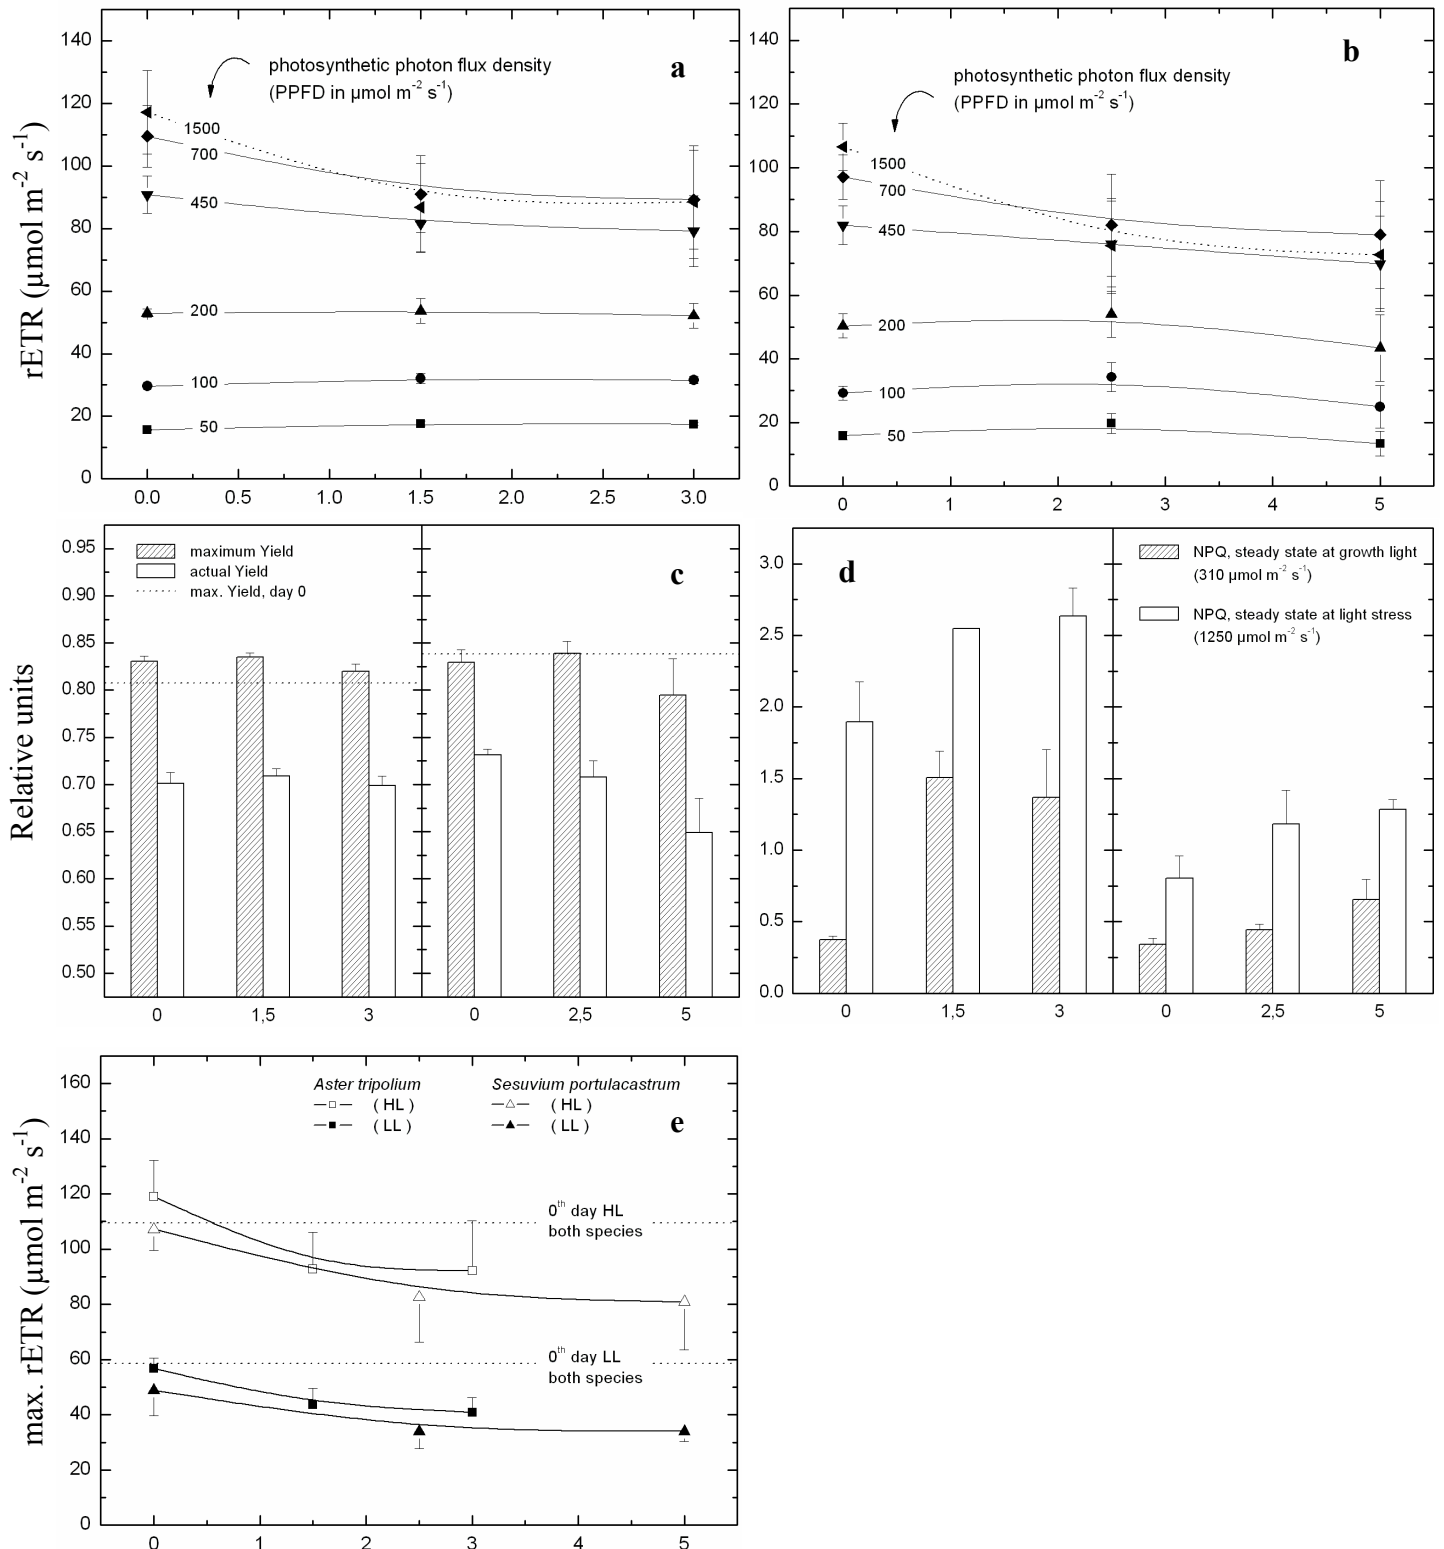 140
120
100
80
60
40
20
0
rETR (µmol m-2 s-1)
photosynthetic photon flux density
(PPFD in µmol m-2 s-1)
a
1500
700
450
200
100
50
0.0 0.5 1.0 1.5 2.0 2.5 3.0
140
120
100
80
60
40
20
0
photosynthetic photon flux density
(PPFD in µmol m-2 s-1)
b
1500
700
450
200
100
50
0 1 2 3 4 5
0.95
0.90
0.85
0.80
0.75
0.70
0.65
0.60
0.55
0.50
Relative units
maximum Yield
actual Yield
max. Yield, day 0
c
0 1,5 3 0 2,5 5
3.0
2.5
2.0
1.5
1.0
0.5
0.0
d
NPQ, steady state at growth light
(310 µmol m-2 s-1)
NPQ, steady state at light stress
(1250 µmol m-2 s-1)
0 1,5 3 0 2,5 5
160
140
120
100
80
60
40
20
0
max. rETR (µmol m-2 s-1)
Aster tripolium Sesuvium portulacastrum
( HL ) ( HL )
( LL ) ( LL )
e
0th day HL
both species
0th day LL
both species
0 1 2 3 4 5